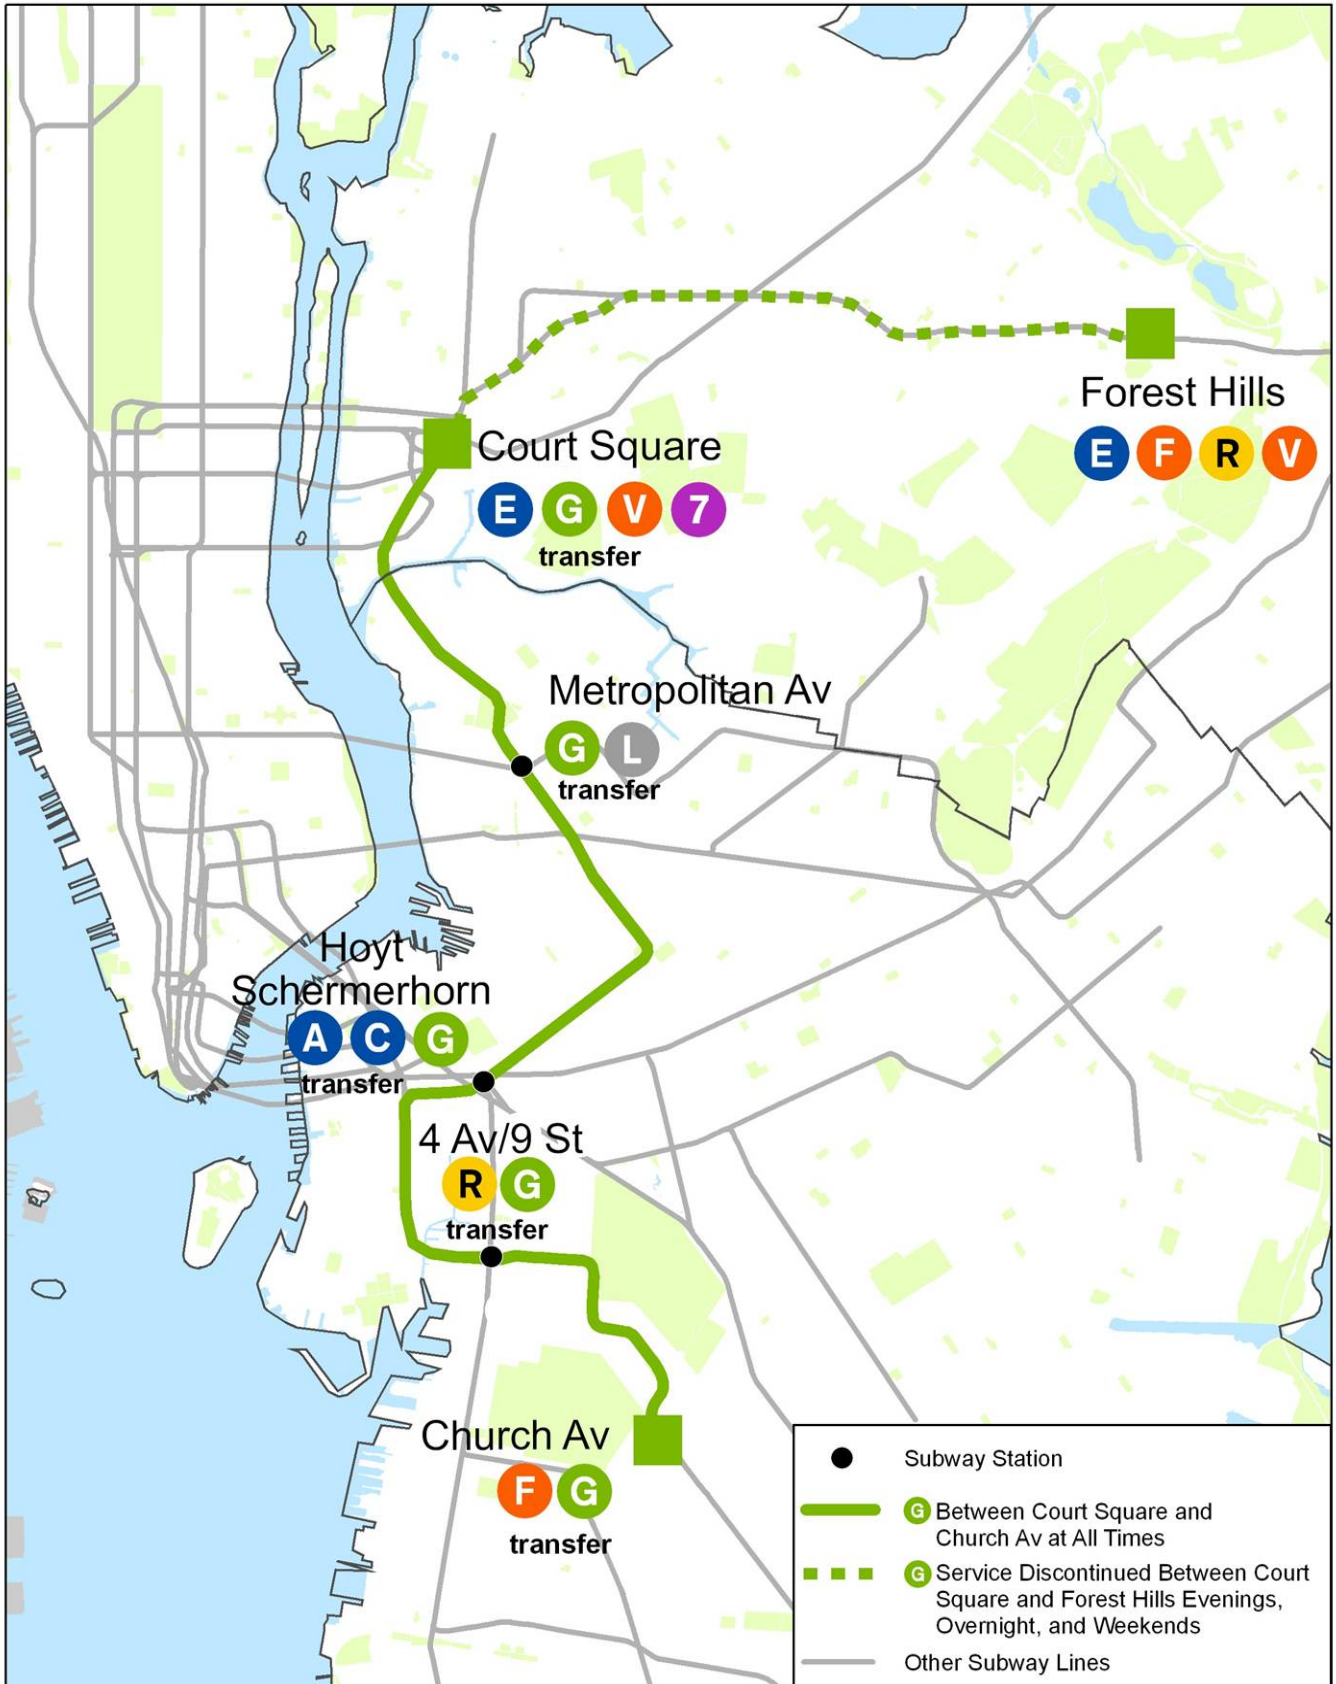 Forest Hills
E F R V
Court Square
E G V 7
transfer
Metropolitan Av
G L
transfer
Hoyt
Schermerhorn
A C G
transfer
4 Av/9 St
R G
transfer
Church Av
F G
transfer
Subway Station
G Between Court Square and
Church Av at All Times
G Service Discontinued Between Court
Square and Forest Hills Evenings,
Overnight, and Weekends
Other Subway Lines